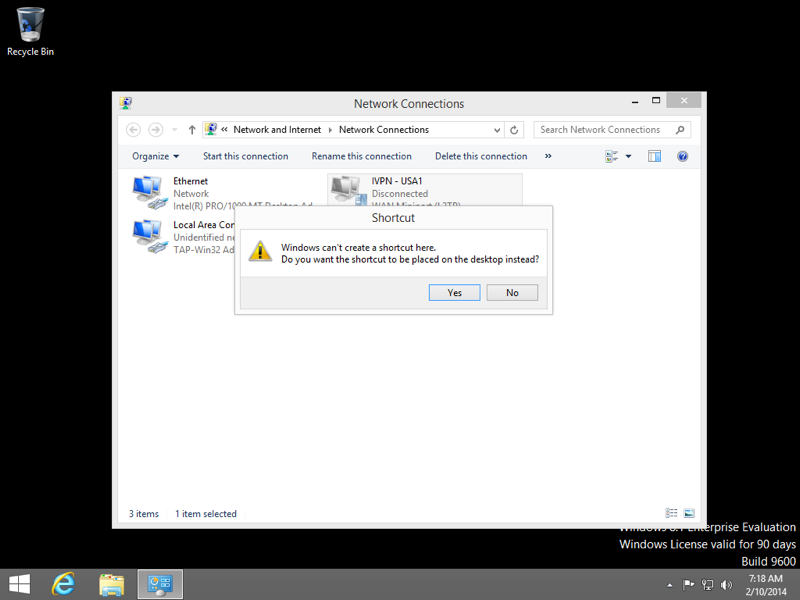 Recycle Bin
Network Connections
« Network and Internet Network Connections
Search Network Connections
Organize Start this connection Rename this connection Delete this connection »
Ethernet
Network
Intel(R) PRO/1000 MT Desktop Ad
IVPN - USA1
Disconnected
WAN Miniport (L2TP)
Local Area Con
Unidentified ne
TAP-Win32 Ad
Shortcut
Windows can't create a shortcut here.
Do you want the shortcut to be placed on the desktop instead?
Yes
No
3 items 1 item selected
Windows 8.1 Enterprise Evaluation
Windows License valid for 90 days
Build 9600
7:18 AM
2/10/2014